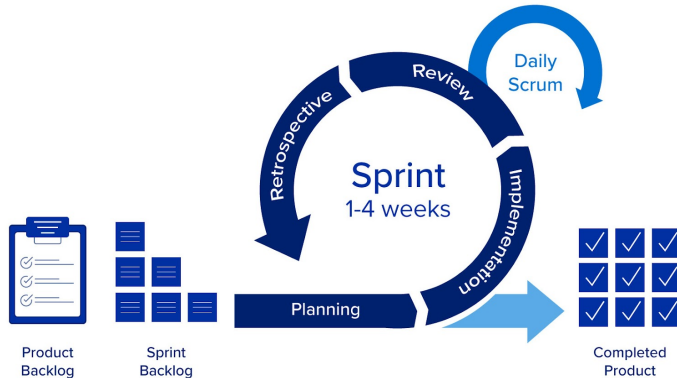 Daily
Scrum
Review
Retrospective
Sprint
1-4 weeks
Implementation
Planning
Product
Backlog
Sprint
Backlog
Completed
Product